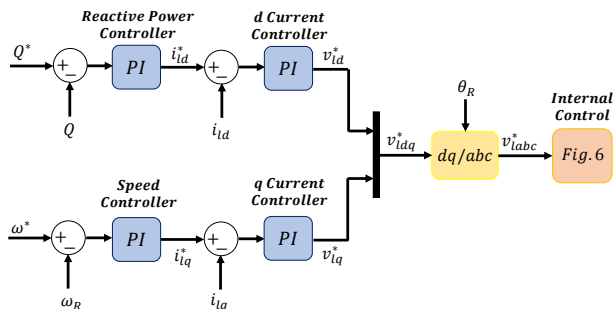 Reactive Power
Controller
d Current
Controller
Q*
+
−
PI
i*ld
+
−
PI
v*ld
Q
ild
θR
Internal
Control
v*ldq
dq/abc
v*labc
Fig. 6
Speed
Controller
q Current
Controller
ω*
+
−
PI
i*lq
+
−
PI
v*lq
ωR
ilq